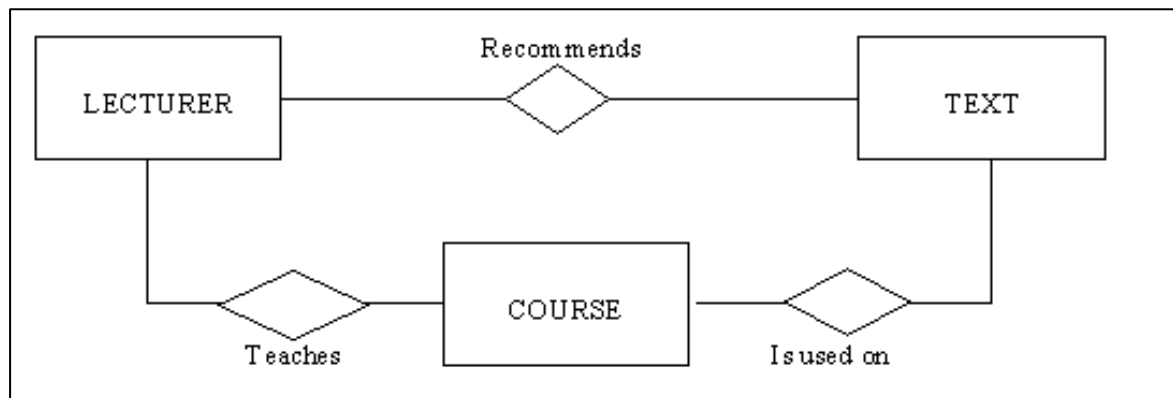 Recommends
LECTURER
TEXT
COURSE
Teaches
Is used on